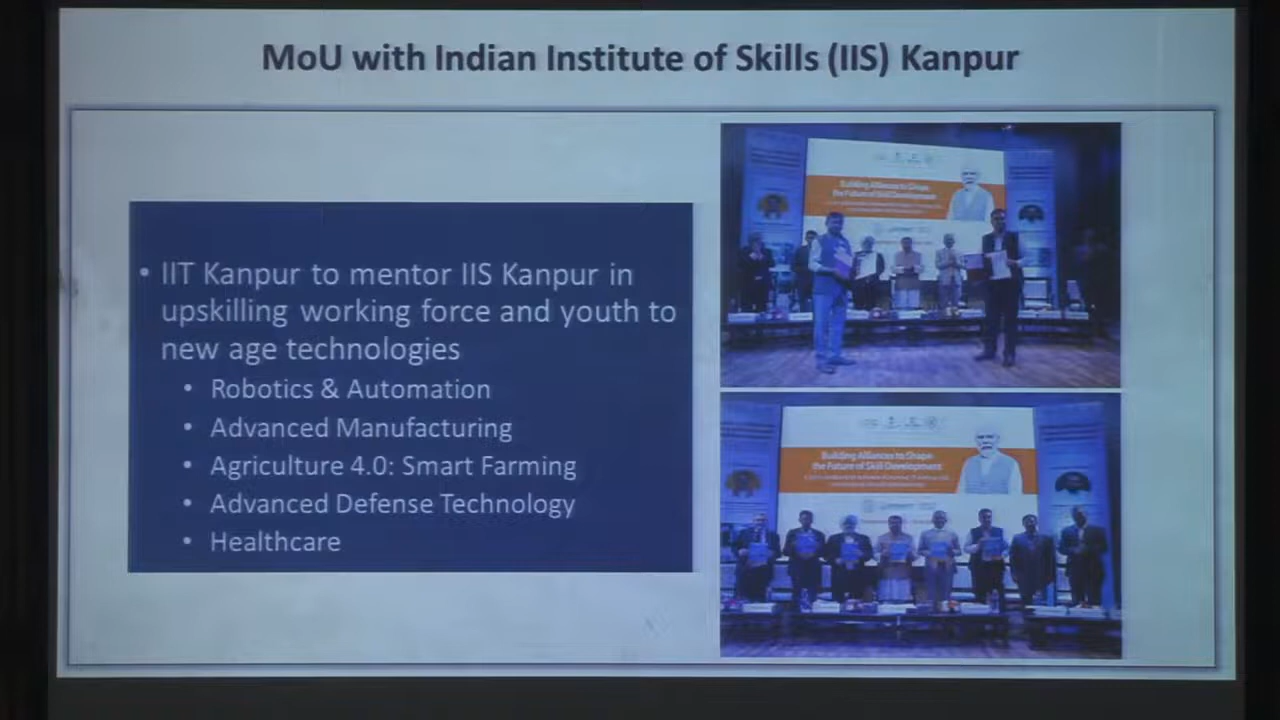 MoU with Indian Institute of Skills (IIS) Kanpur
• IIT Kanpur to mentor IIS Kanpur in
upskilling working force and youth to
new age technologies
• Robotics & Automation
• Advanced Manufacturing
• Agriculture 4.0: Smart Farming
• Advanced Defense Technology
• Healthcare
Building Alliances to Shape
the Future of Skill Development
Building Alliances to Shape
the Future of Skill Development